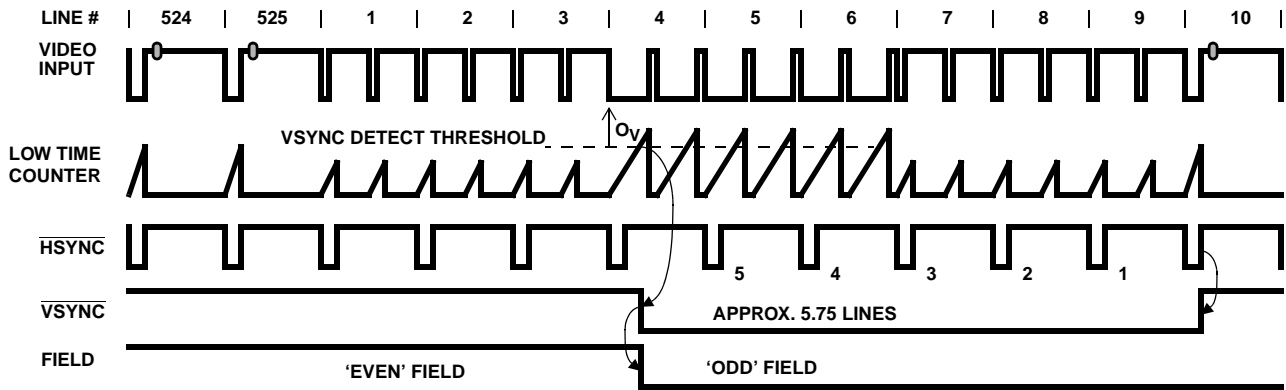 LINE # | 524 | 525 | 1 | 2 | 3 | 4 | 5 | 6 | 7 | 8 | 9 | 10 |
VIDEO
INPUT
VSYNC DETECT THRESHOLD
OV
LOW TIME
COUNTER
HSYNC
5 4 3 2 1
VSYNC
APPROX. 5.75 LINES
FIELD
‘EVEN’ FIELD
‘ODD’ FIELD